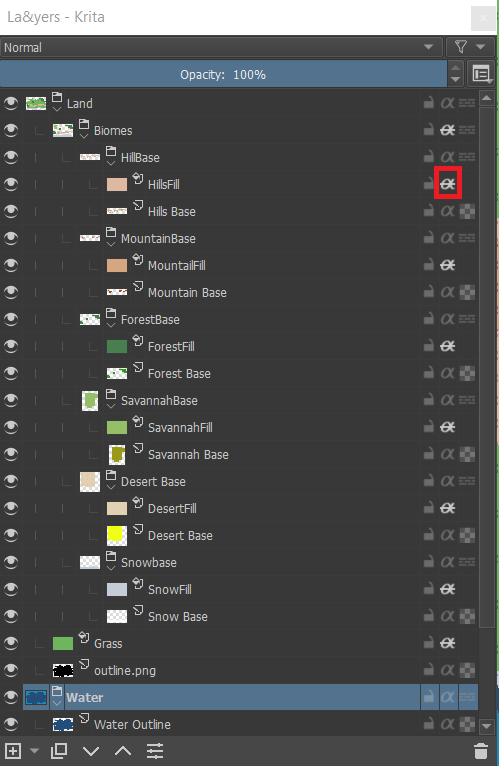 La&yers - Krita
Normal
Opacity: 100%
Land
Biomes
HillBase
HillsFill
Hills Base
MountainBase
MountailFill
Mountain Base
ForestBase
ForestFill
Forest Base
SavannahBase
SavannahFill
Savannah Base
Desert Base
DesertFill
Desert Base
Snowbase
SnowFill
Snow Base
Grass
outline.png
Water
Water Outline